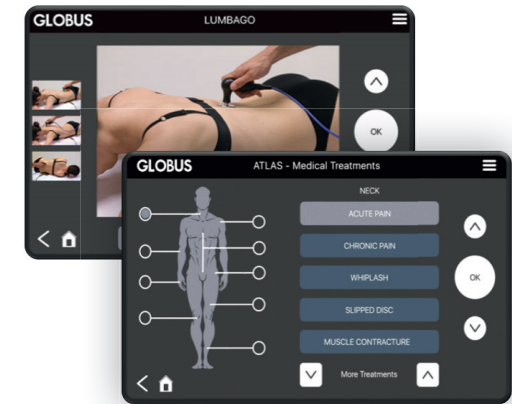 GLOBUS
LUMBAGO
OK
GLOBUS
ATLAS - Medical Treatments
NECK
ACUTE PAIN
CHRONIC PAIN
WHIPLASH
SLIPPED DISC
MUSCLE CONTRACTURE
OK
More Treatments